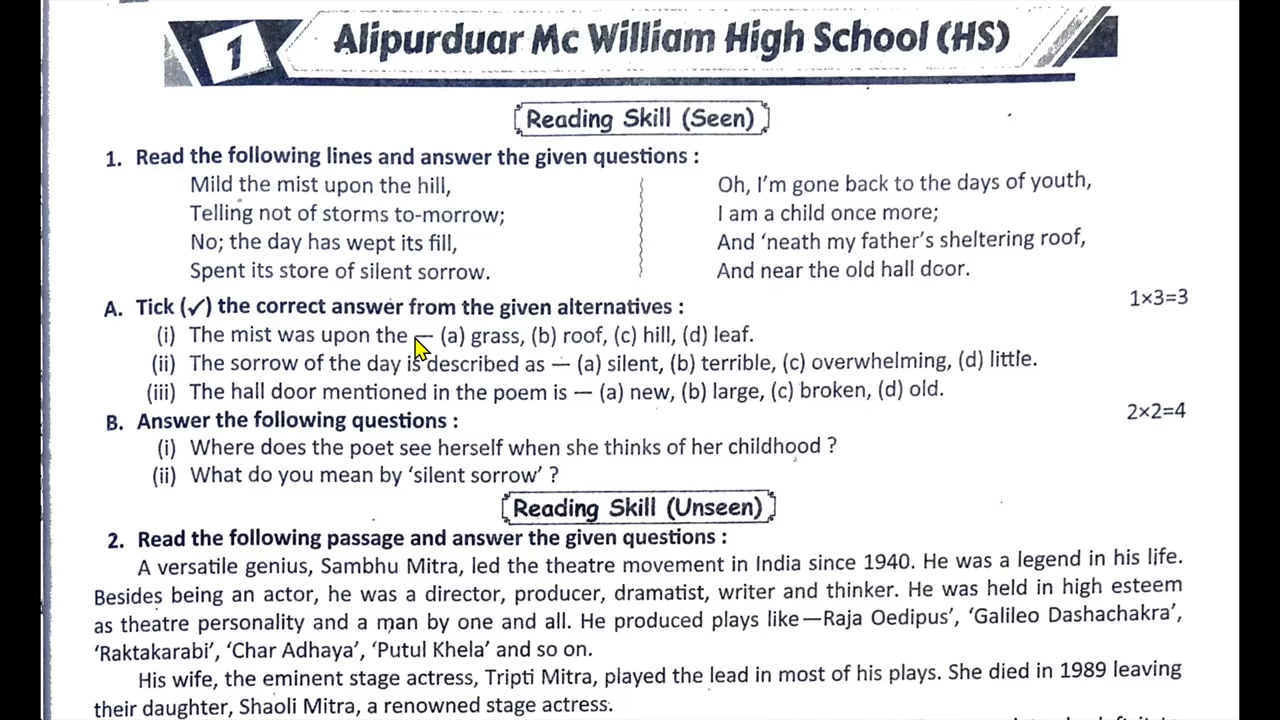 1
Alipurduar Mc William High School (HS)
Reading Skill (Seen)
1. Read the following lines and answer the given questions :
Mild the mist upon the hill,
Telling not of storms to-morrow;
No; the day has wept its fill,
Spent its store of silent sorrow.
Oh, I'm gone back to the days of youth,
I am a child once more;
And 'neath my father's sheltering roof,
And near the old hall door.
A. Tick (✓) the correct answer from the given alternatives : 1×3=3
(i) The mist was upon the — (a) grass, (b) roof, (c) hill, (d) leaf.
(ii) The sorrow of the day is described as — (a) silent, (b) terrible, (c) overwhelming, (d) little.
(iii) The hall door mentioned in the poem is — (a) new, (b) large, (c) broken, (d) old.
B. Answer the following questions : 2×2=4
(i) Where does the poet see herself when she thinks of her childhood ?
(ii) What do you mean by 'silent sorrow' ?
Reading Skill (Unseen)
2. Read the following passage and answer the given questions :
A versatile genius, Sambhu Mitra, led the theatre movement in India since 1940. He was a legend in his life.
Besides being an actor, he was a director, producer, dramatist, writer and thinker. He was held in high esteem
as theatre personality and a man by one and all. He produced plays like—Raja Oedipus', 'Galileo Dashachakra',
'Raktakarabi', 'Char Adhaya', 'Putul Khela' and so on.
His wife, the eminent stage actress, Tripti Mitra, played the lead in most of his plays. She died in 1989 leaving
their daughter, Shaoli Mitra, a renowned stage actress.